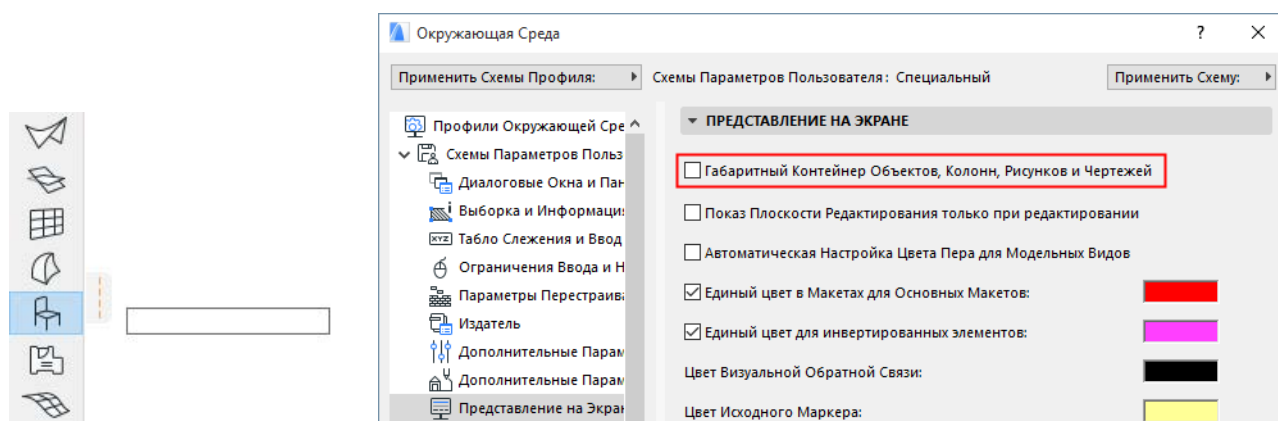 Окружающая Среда ?
Применить Схемы Профиля: Схемы Параметров Пользователя: Специальный Применить Схему:
Профили Окружающей Сре
Схемы Параметров Польз
Диалоговые Окна и Пан
Выборка и Информаци
XYZ Табло Слежения и Ввод
Ограничения Ввода и Н
Параметры Перестраива
Издатель
Дополнительные Парам
Дополнительные Парам
Представление на Экран
ПРЕДСТАВЛЕНИЕ НА ЭКРАНЕ
Габаритный Контейнер Объектов, Колонн, Рисунков и Чертежей
Показ Плоскости Редактирования только при редактировании
Автоматическая Настройка Цвета Пера для Модельных Видов
Единый цвет в Макетах для Основных Макетов:
Единый цвет для инвертированных элементов:
Цвет Визуальной Обратной Связи:
Цвет Исходного Маркера: